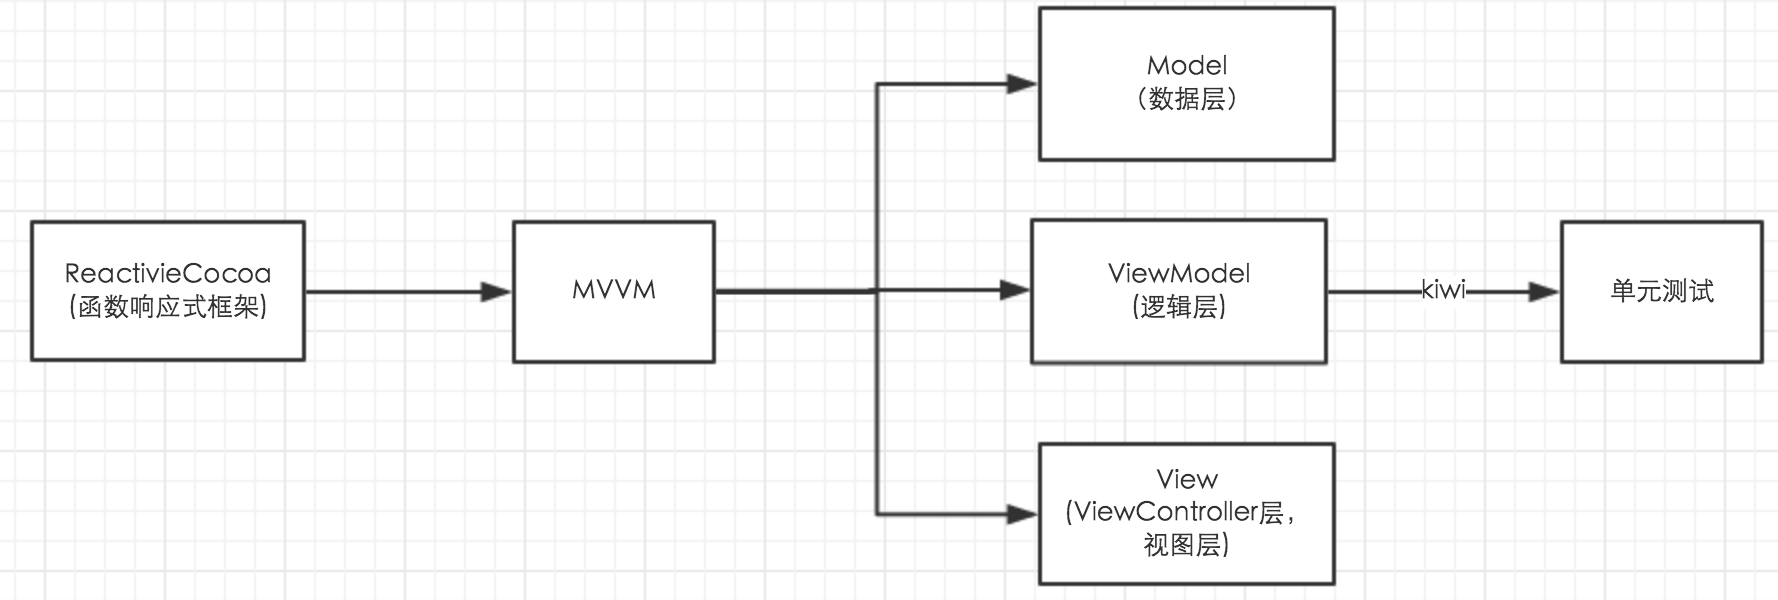 Model
（数据层）
ReactivieCocoa
(函数响应式框架)
MVVM
ViewModel
(逻辑层)
kiwi
单元测试
View
(ViewController层，
视图层)